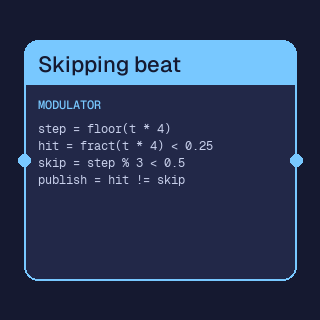 Skipping beat
MODULATOR
step = floor(t * 4)
hit = fract(t * 4) < 0.25
skip = step % 3 < 0.5
publish = hit != skip